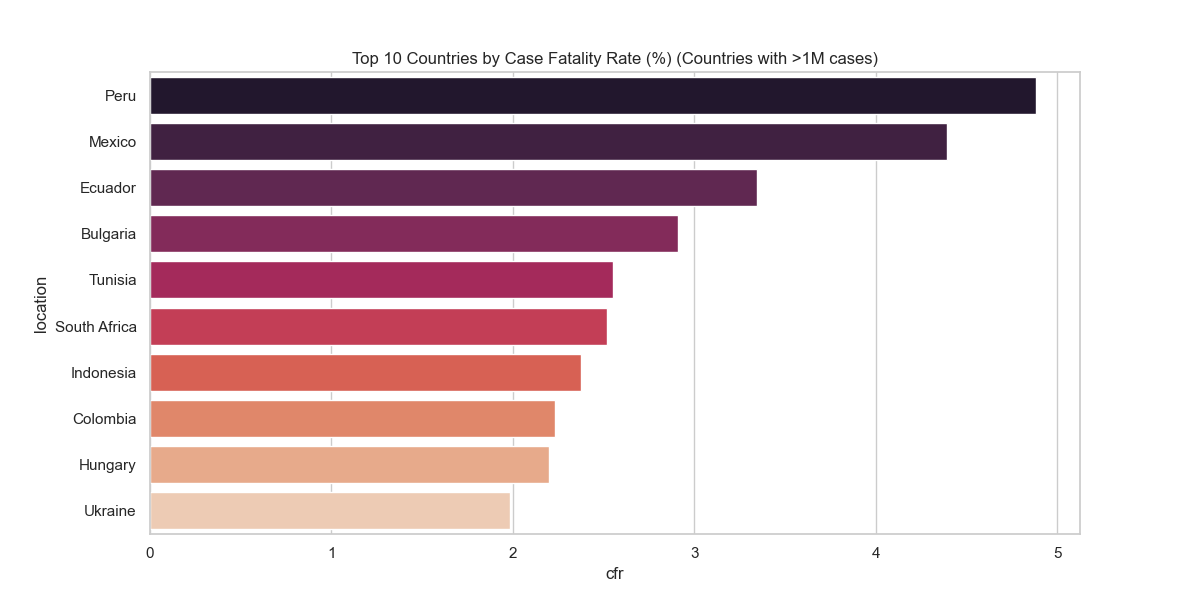 Top 10 Countries by Case Fatality Rate (%) (Countries with >1M cases)
location
Peru
Mexico
Ecuador
Bulgaria
Tunisia
South Africa
Indonesia
Colombia
Hungary
Ukraine
0 1 2 3 4 5
cfr